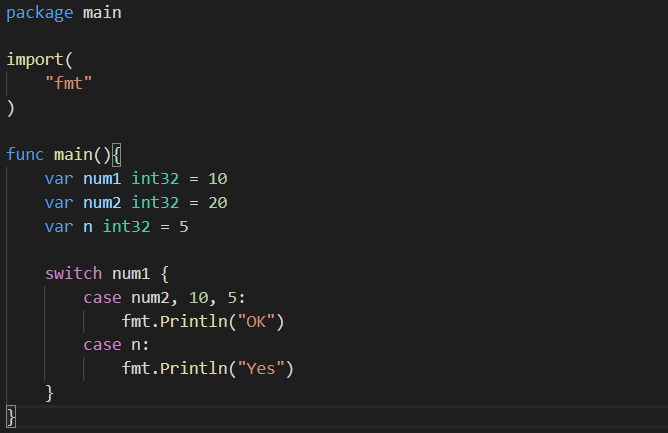 package main
import(
"fmt"
)
func main(){
var num1 int32 = 10
var num2 int32 = 20
var n int32 = 5
switch num1 {
case num2, 10, 5:
fmt.Println("OK")
case n:
fmt.Println("Yes")
}
}